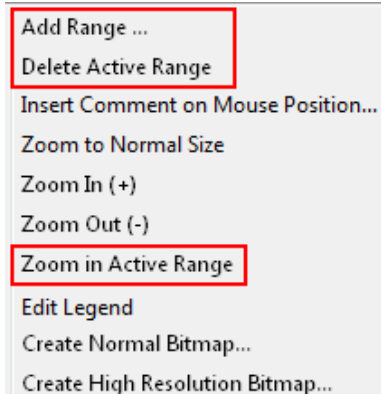 Add Range ...
Delete Active Range
Insert Comment on Mouse Position...
Zoom to Normal Size
Zoom In (+)
Zoom Out (-)
Zoom in Active Range
Edit Legend
Create Normal Bitmap...
Create High Resolution Bitmap...